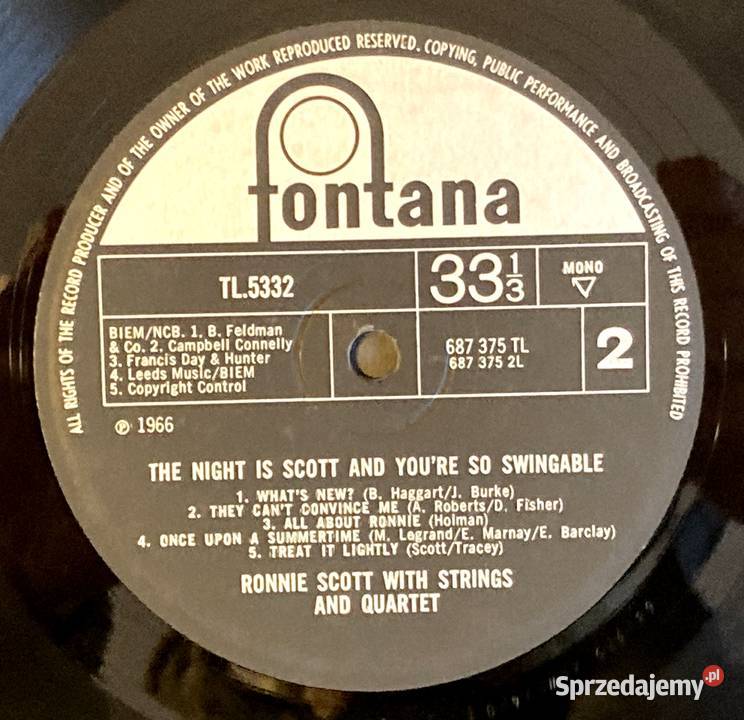 ALL RIGHTS OF THE RECORD PRODUCER AND OF THE OWNER OF THE WORK REPRODUCED RESERVED. COPYING, PUBLIC PERFORMANCE AND BROADCASTING OF THIS RECORD PROHIBITED
fontana
TL.5332
33 1/3
MONO
BIEM/NCB. 1. B. Feldman
& Co. 2. Campbell Connelly
3. Francis Day & Hunter
4. Leeds Music/BIEM
5. Copyright Control
687 375 TL
687 375 2L
2
℗ 1966
THE NIGHT IS SCOTT AND YOU'RE SO SWINGABLE
1. WHAT'S NEW? (B. Haggart/J. Burke)
2. THEY CAN'T CONVINCE ME (A. Roberts/D. Fisher)
3. ALL ABOUT RONNIE (Holman)
4. ONCE UPON A SUMMERTIME (M. Legrand/E. Marnay/E. Barclay)
5. TREAT IT LIGHTLY (Scott/Tracey)
RONNIE SCOTT WITH STRINGS
AND QUARTET
Sprzedajemy.pl